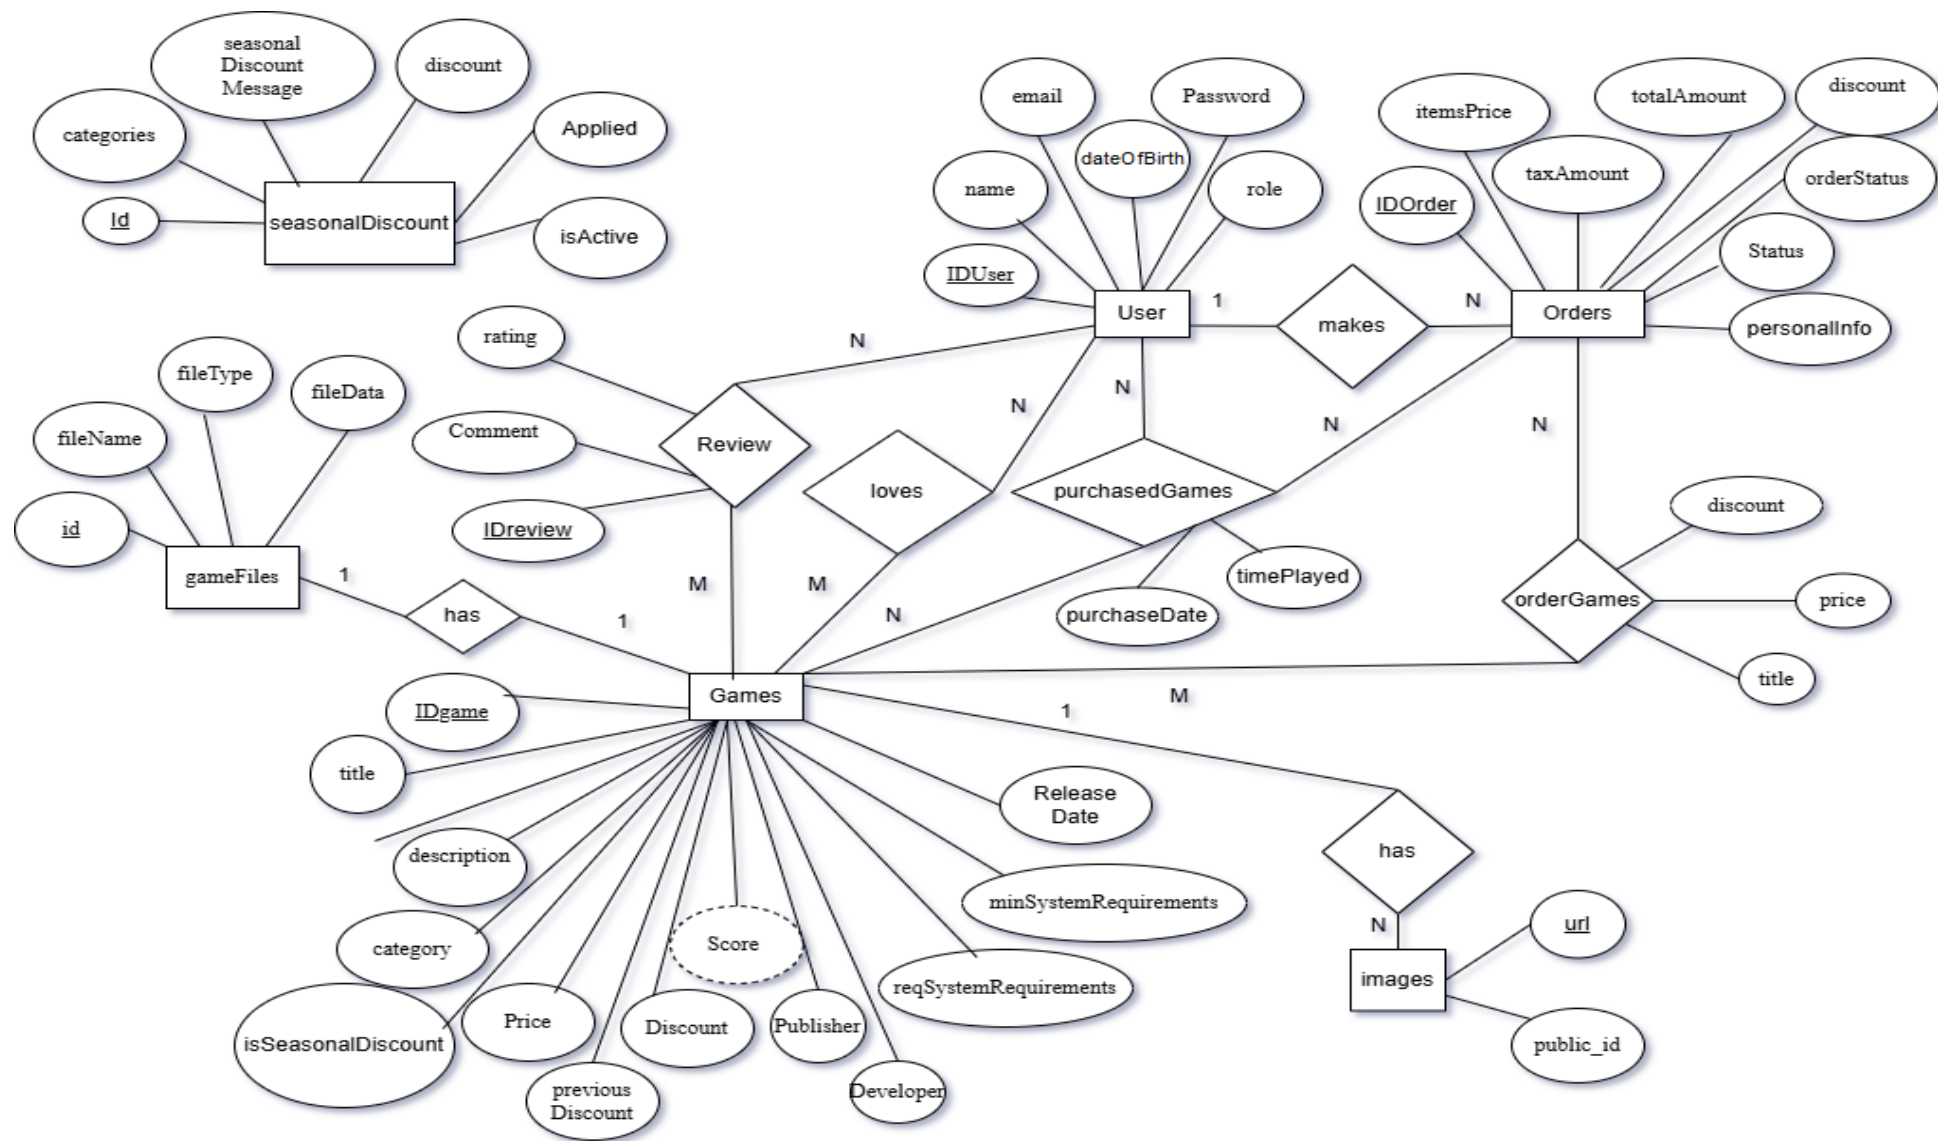 seasonal
Discount
Message
discount
categories
Applied
Id
seasonalDiscount
isActive
email
Password
dateOfBirth
name
role
IDUser
User
1
makes
N
itemsPrice
totalAmount
discount
taxAmount
orderStatus
IDOrder
Status
Orders
personalInfo
rating
N
fileType
fileData
fileName
Comment
Review
id
IDreview
gameFiles
1
has
1
M
loves
N
M
N
purchasedGames
N
N
timePlayed
purchaseDate
N
discount
orderGames
price
title
M
Games
IDgame
title
description
category
isSeasonalDiscount
Price
previous
Discount
Discount
Score
Publisher
Developer
reqSystemRequirements
minSystemRequirements
Release
Date
1
has
N
images
url
public_id